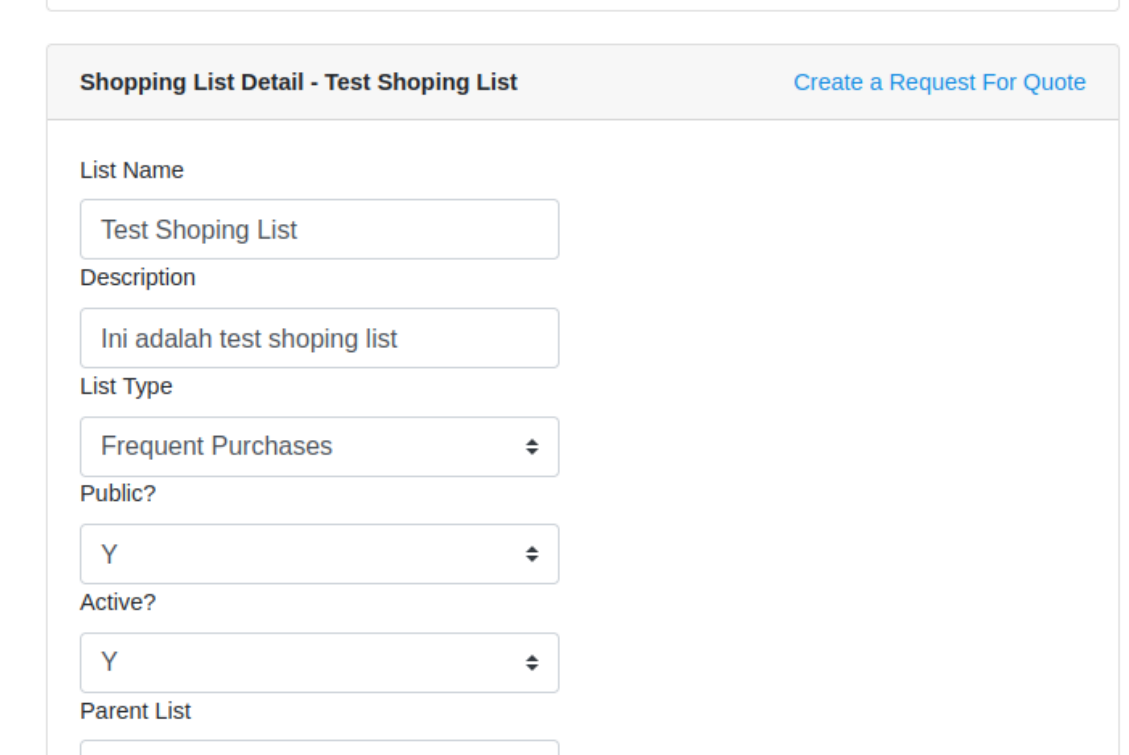 Shopping List Detail - Test Shoping List
Create a Request For Quote
List Name
Test Shoping List
Description
Ini adalah test shoping list
List Type
Frequent Purchases
Public?
Y
Active?
Y
Parent List